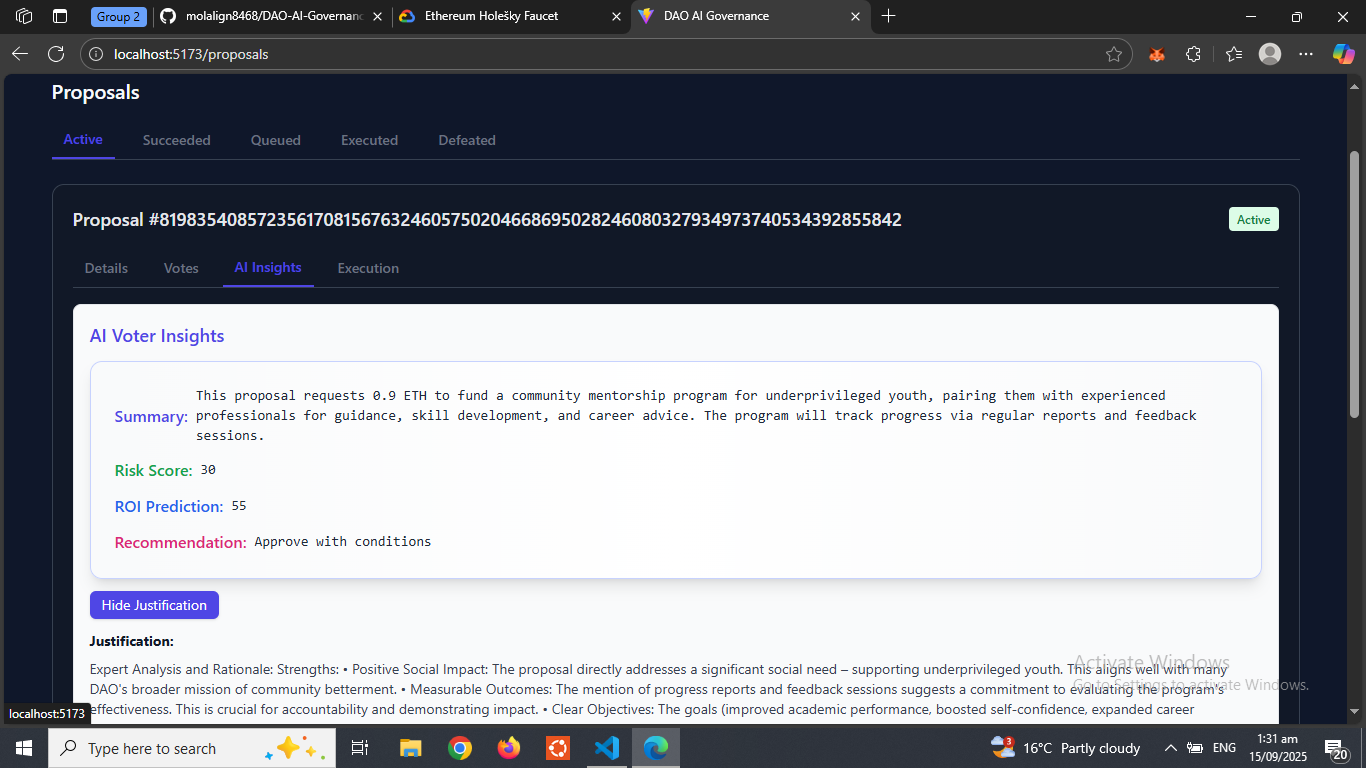 Group 2
molalign8468/DAO-AI-Governanc
Ethereum Holešky Faucet
DAO AI Governance
localhost:5173/proposals
Proposals
Active
Succeeded
Queued
Executed
Defeated
Proposal #81983540857235617081567632460575020466869502824608032793497374053439285584​2
Active
Details
Votes
AI Insights
Execution
AI Voter Insights
Summary:
This proposal requests 0.9 ETH to fund a community mentorship program for underprivileged youth, pairing them with experienced
professionals for guidance, skill development, and career advice. The program will track progress via regular reports and feedback
sessions.
Risk Score: 30
ROI Prediction: 55
Recommendation: Approve with conditions
Hide Justification
Justification:
Expert Analysis and Rationale: Strengths: • Positive Social Impact: The proposal directly addresses a significant social need – supporting underprivileged youth. This aligns well with many
DAO's broader mission of community betterment. • Measurable Outcomes: The mention of progress reports and feedback sessions suggests a commitment to evaluating the program's
effectiveness. This is crucial for accountability and demonstrating impact. • Clear Objectives: The goals (improved academic performance, boosted self-confidence, expanded career
Activate Windows
Go to Settings to activate Windows.
localhost:5173
Type here to search
3
16°C Partly cloudy
ENG
1:31 am
15/09/2025
20